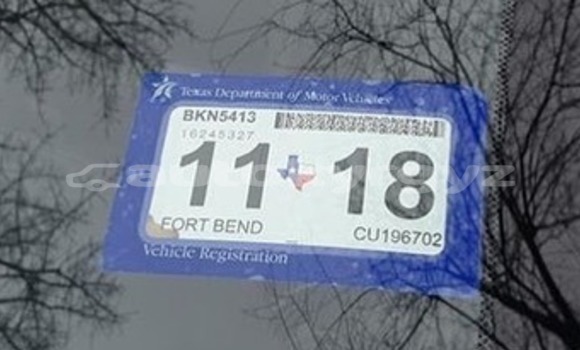 Texas Department of Motor Vehicles
BKN5413
16245327
11 18
FORT BEND CU196702
Vehicle Registration